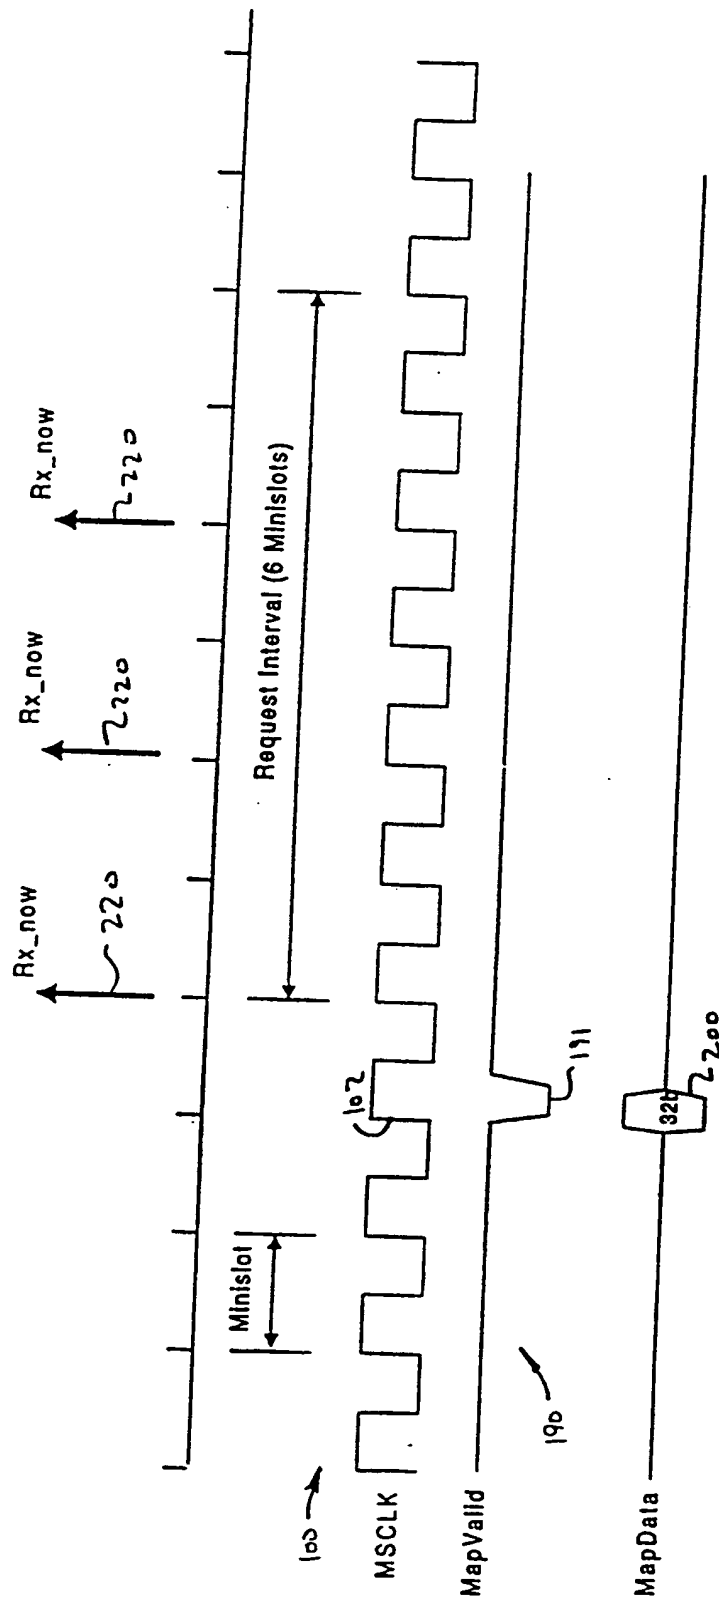 Rx_now
220
Rx_now
220
Rx_now
220
Request Interval (6 Minislots)
Minislot
100
MSCLK
102
MapValid
190
191
MapData
32b
200